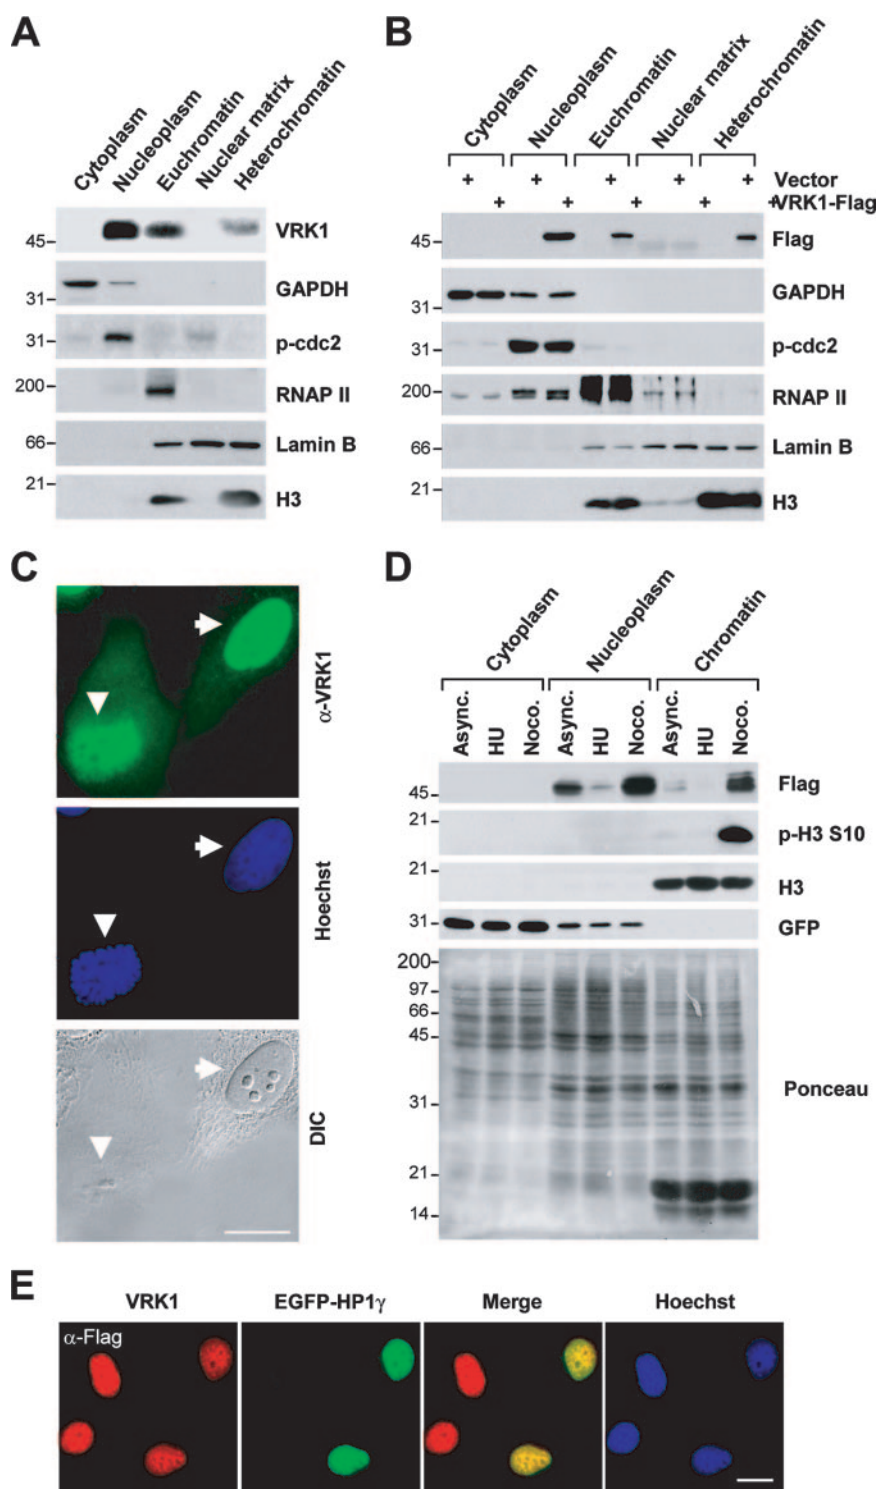 A
Cytoplasm
Nucleoplasm
Euchromatin
Nuclear matrix
Heterochromatin
45
VRK1
31
GAPDH
31
p-cdc2
200
RNAP II
66
Lamin B
21
H3
B
Cytoplasm
Nucleoplasm
Euchromatin
Nuclear matrix
Heterochromatin
+ + + + + Vector
+ + + + + VRK1-Flag
45
Flag
31
GAPDH
31
p-cdc2
200
RNAP II
66
Lamin B
21
H3
C
α-VRK1
Hoechst
DIC
D
Cytoplasm
Nucleoplasm
Chromatin
Async. HU Noco. Async. HU Noco. Async. HU Noco.
45
Flag
21
p-H3 S10
21
H3
31
GFP
200
97
66
45
31
21
14
Ponceau
E
VRK1 EGFP-HP1γ Merge Hoechst
α-Flag